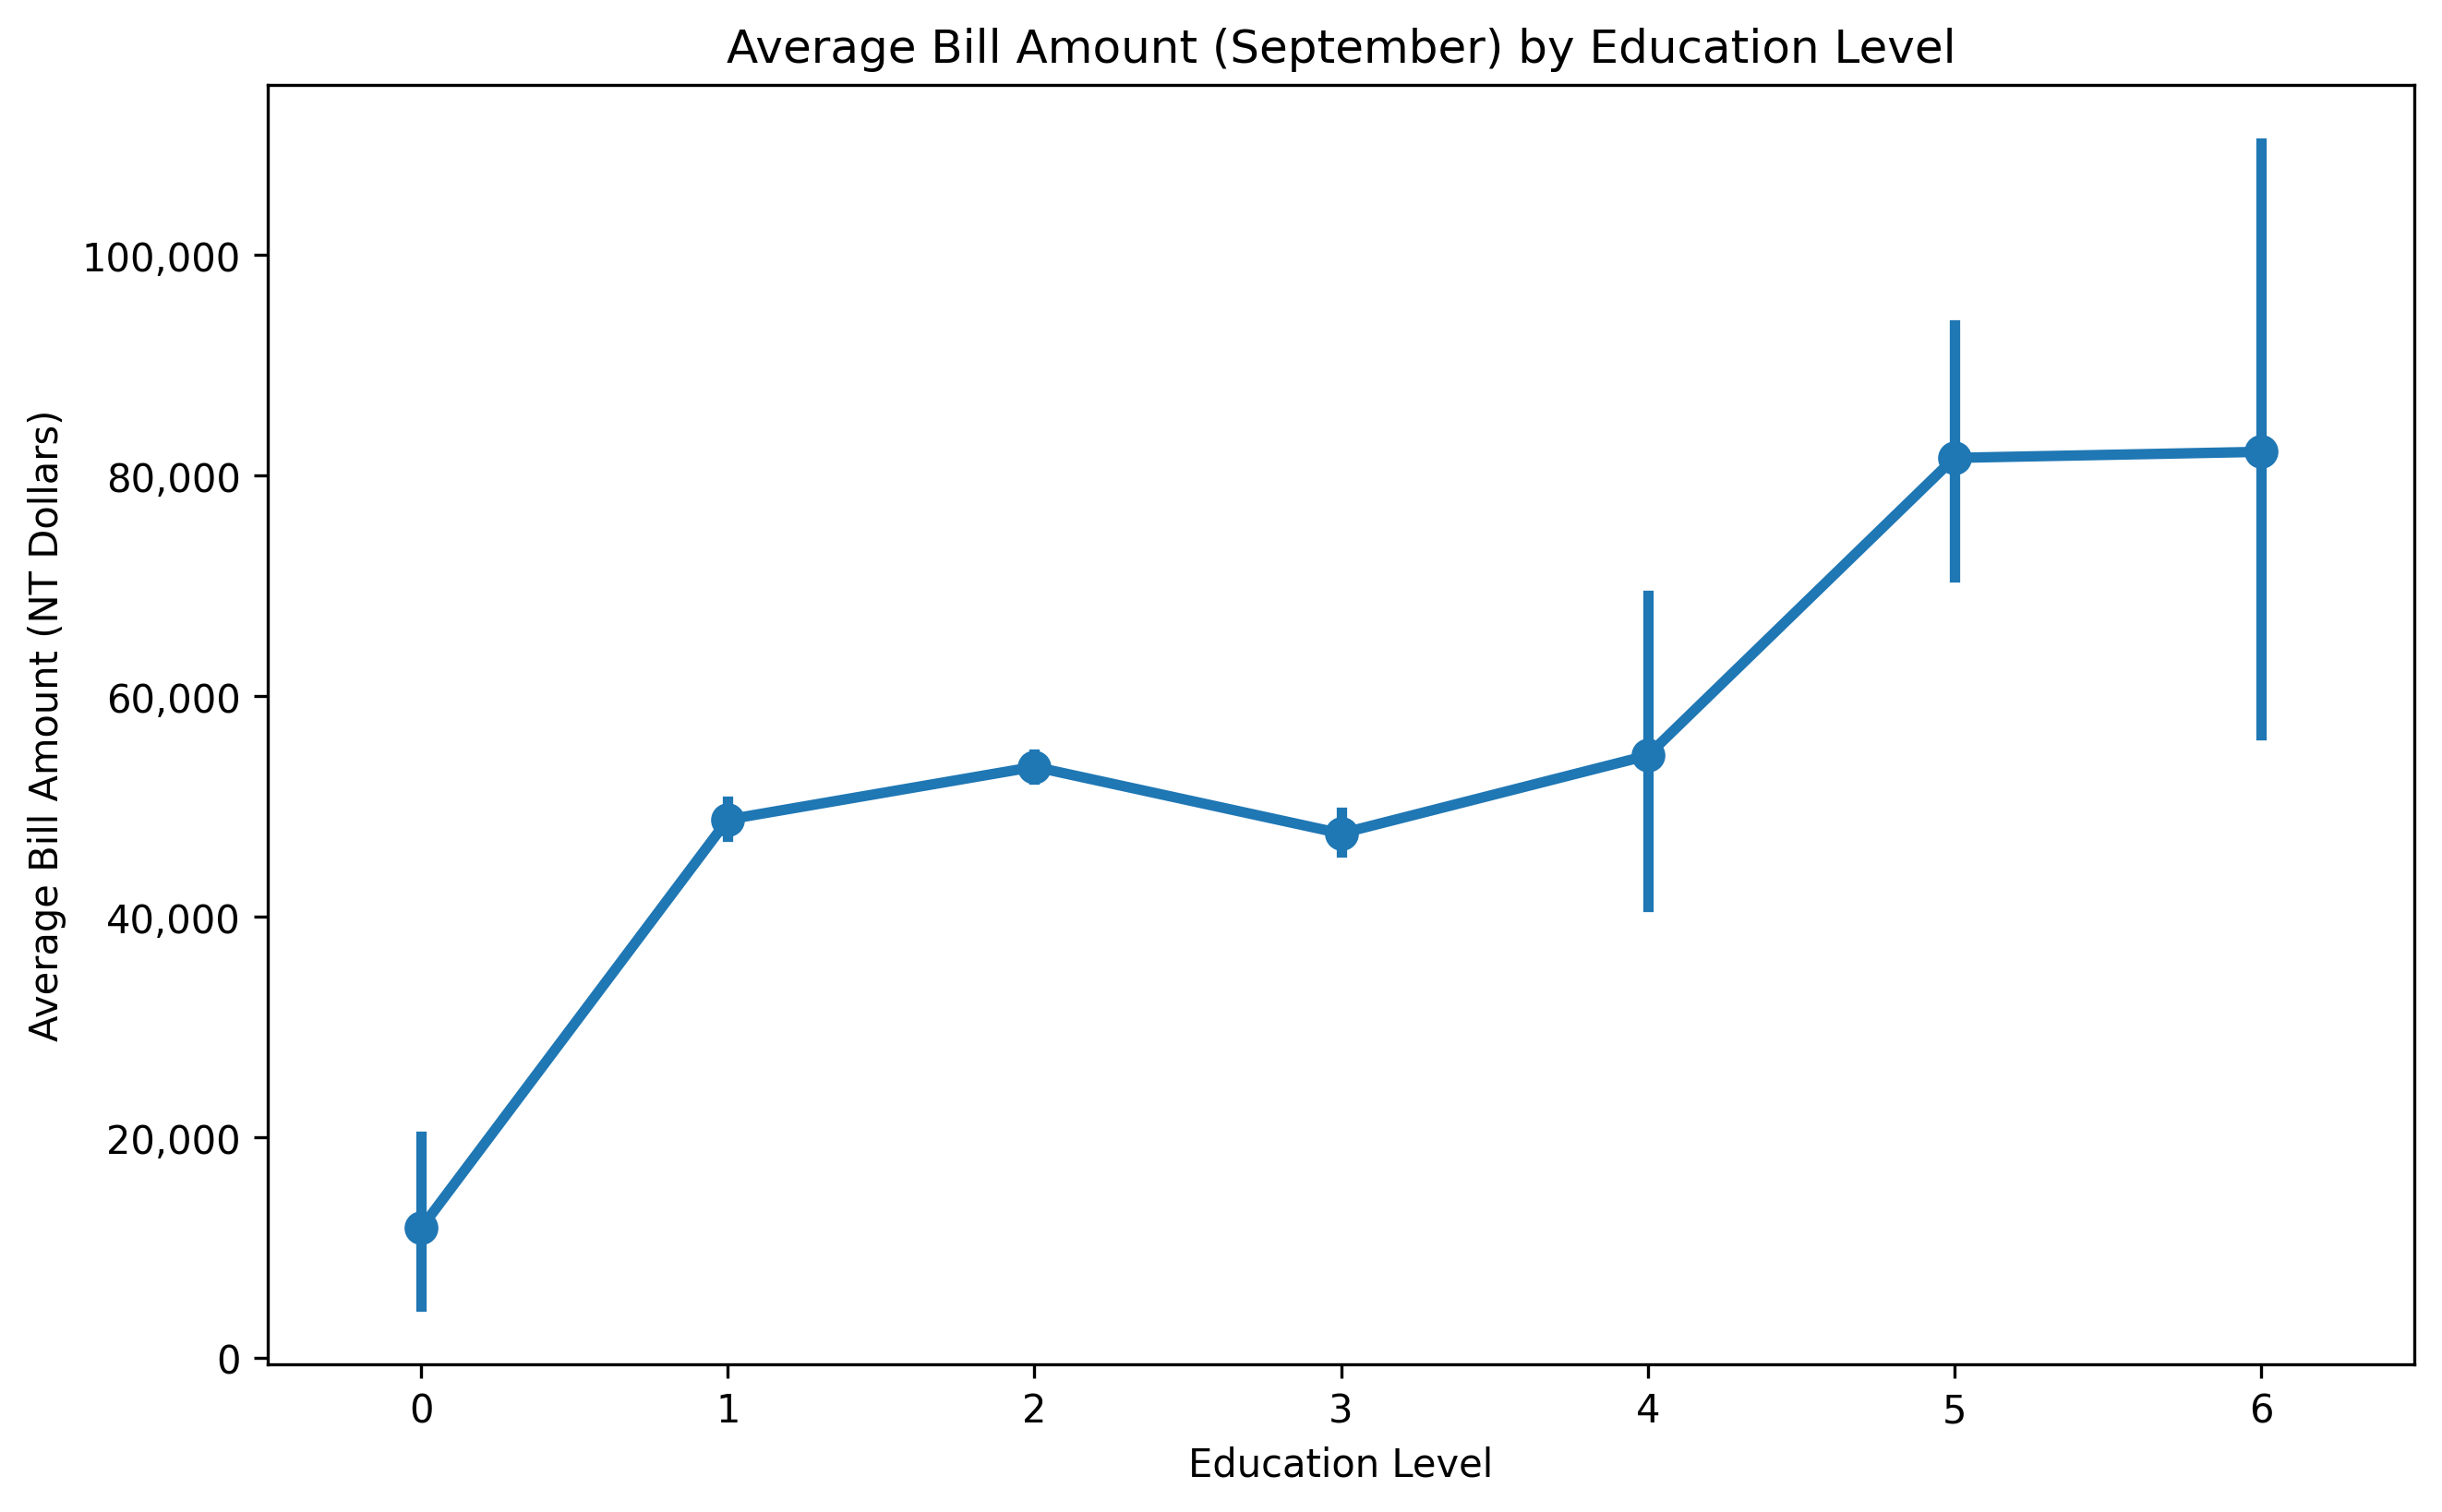 Average Bill Amount (September) by Education Level
Average Bill Amount (NT Dollars)
100,000
80,000
60,000
40,000
20,000
0
0 1 2 3 4 5 6
Education Level